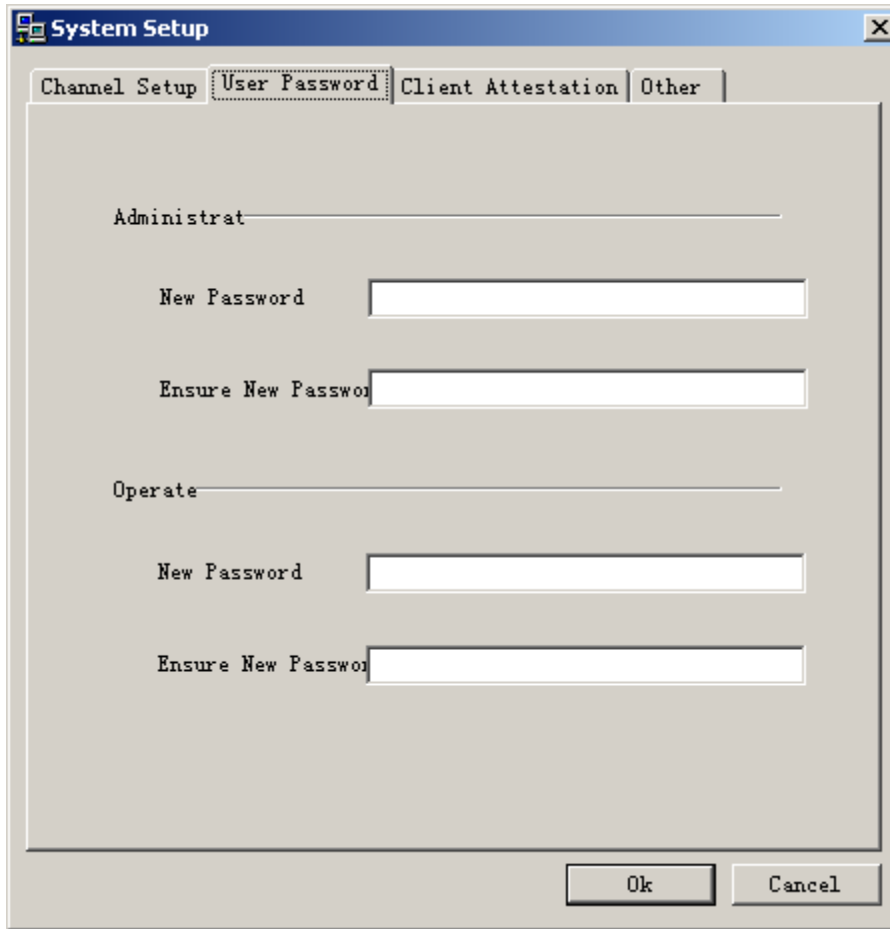 System Setup
Channel Setup User Password Client Attestation Other
Administrat
New Password
Ensure New Passwor
Operate
New Password
Ensure New Passwor
Ok Cancel